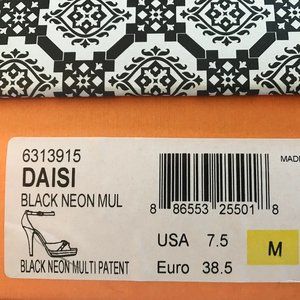 6313915
DAISI
BLACK NEON MUL
BLACK NEON MULTI PATENT
MADE
8 86553 25501 8
USA 7.5
Euro 38.5
M